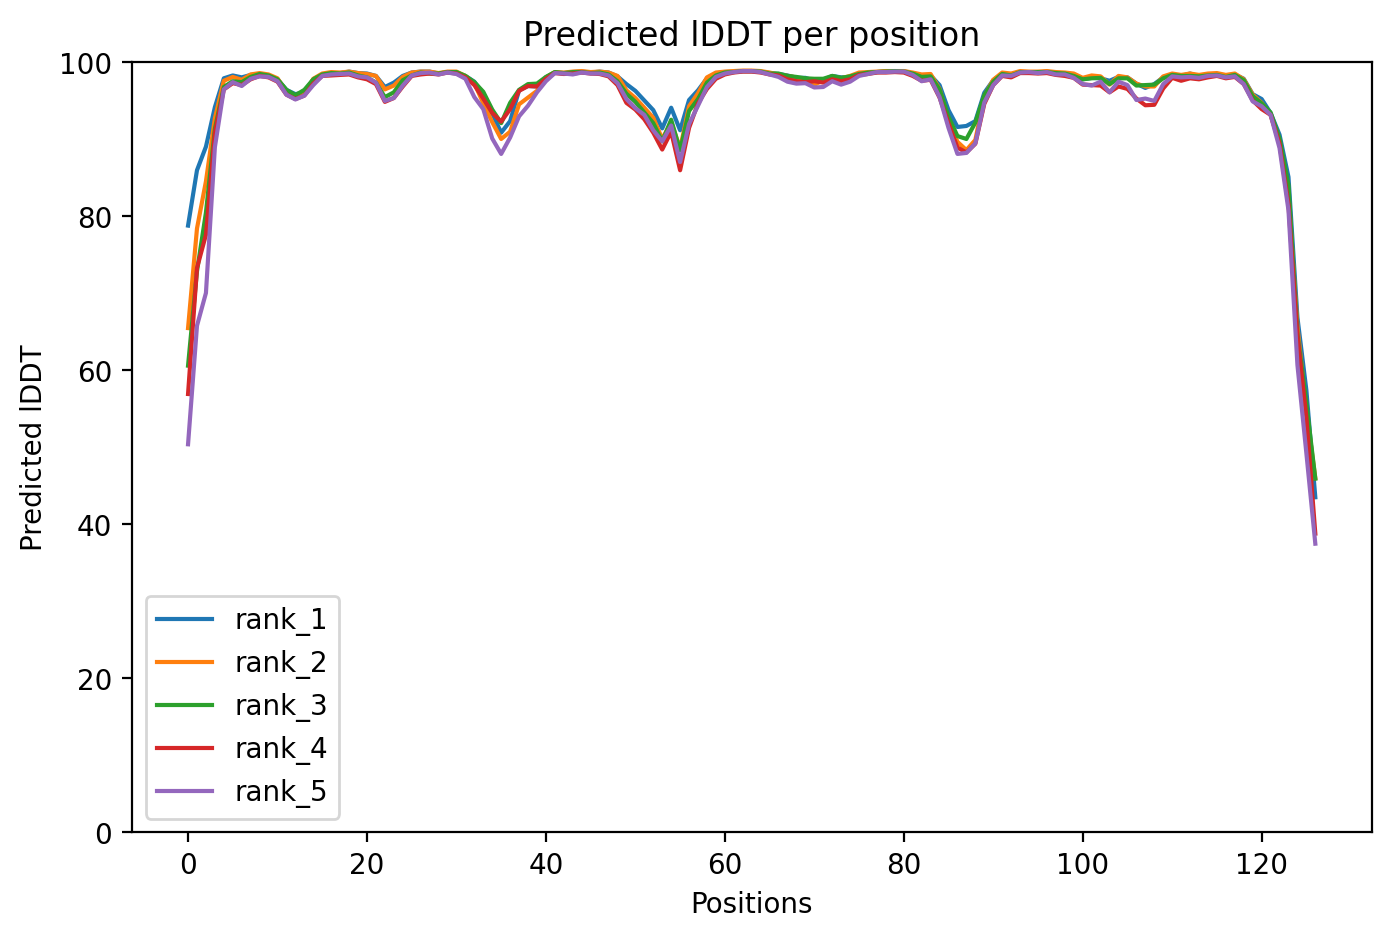 Predicted lDDT per position
100
80
60
40
20
0
Predicted lDDT
rank_1
rank_2
rank_3
rank_4
rank_5
0 20 40 60 80 100 120
Positions